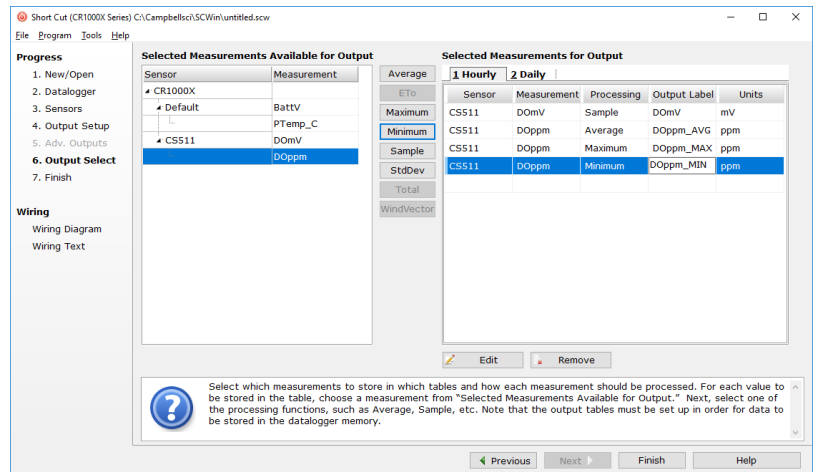 Short Cut (CR1000X Series) C:\Campbellsci\SCWin\untitled.scw
File Program Tools Help
Progress
1. New/Open
2. Datalogger
3. Sensors
4. Output Setup
5. Adv. Outputs
6. Output Select
7. Finish
Wiring
Wiring Diagram
Wiring Text
Selected Measurements Available for Output
Sensor Measurement
CR1000X
Default BattV
PTemp_C
CS511 DOmV
DOppm
Average
ETo
Maximum
Minimum
Sample
StdDev
Total
WindVector
Selected Measurements for Output
1 Hourly 2 Daily
Sensor Measurement Processing Output Label Units
CS511 DOmV Sample DOmV mV
CS511 DOppm Average DOppm_AVG ppm
CS511 DOppm Maximum DOppm_MAX ppm
CS511 DOppm Minimum DOppm_MIN ppm
Edit Remove
Select which measurements to store in which tables and how each measurement should be processed. For each value to
be stored in the table, choose a measurement from "Selected Measurements Available for Output." Next, select one of
the processing functions, such as Average, Sample, etc. Note that the output tables must be set up in order for data to
be stored in the datalogger memory.
Previous Next Finish Help